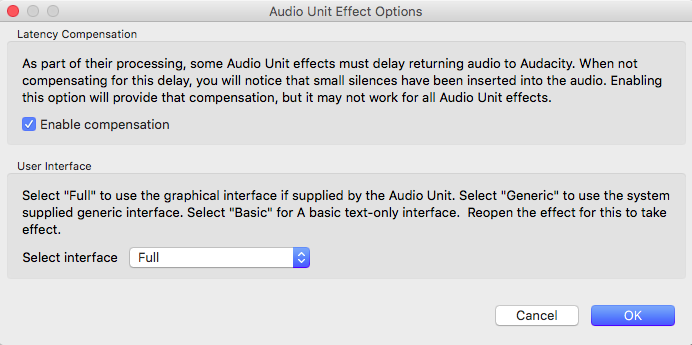 Audio Unit Effect Options
Latency Compensation
As part of their processing, some Audio Unit effects must delay returning audio to Audacity. When not
compensating for this delay, you will notice that small silences have been inserted into the audio. Enabling
this option will provide that compensation, but it may not work for all Audio Unit effects.
Enable compensation
User Interface
Select "Full" to use the graphical interface if supplied by the Audio Unit. Select "Generic" to use the system
supplied generic interface. Select "Basic" for A basic text-only interface.  Reopen the effect for this to take
effect.
Select interface Full
Cancel OK